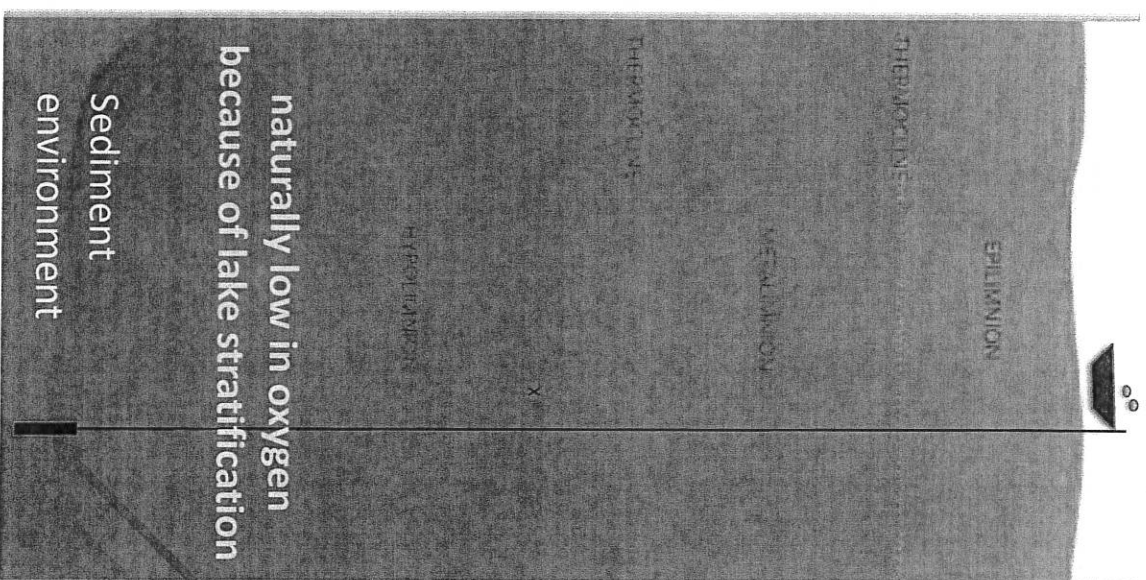 EPILIMNION
THERMOCLINE
METALIMNION
THERMOCLINE
HYPOLIMNION
X
naturally low in oxygen
because of lake stratification
Sediment
environment